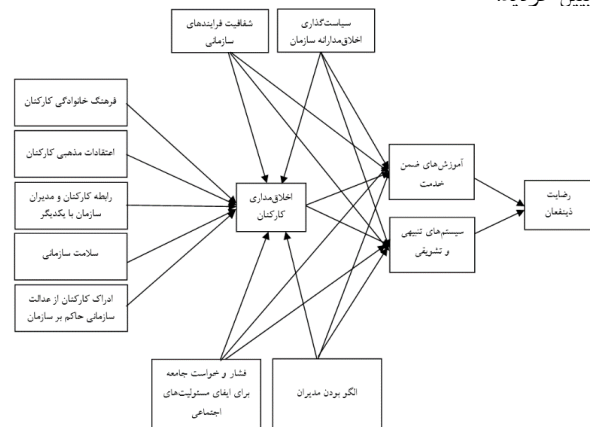 شفافیت فرایندهای
سازمانی
سیاست‌گذاری
اخلاق‌مدارانه سازمان
فرهنگ خانوادگی کارکنان
اعتقادات مذهبی کارکنان
رابطه کارکنان و مدیران
سازمان با یکدیگر
سلامت سازمانی
ادراک کارکنان از عدالت
سازمانی حاکم بر سازمان
اخلاق‌مداری
کارکنان
آموزش‌های ضمن
خدمت
سیستم‌های تنبیهی
و تشویقی
رضایت
ذینفعان
فشار و خواست جامعه
برای ایفای مسئولیت‌های
اجتماعی
الگو بودن مدیران